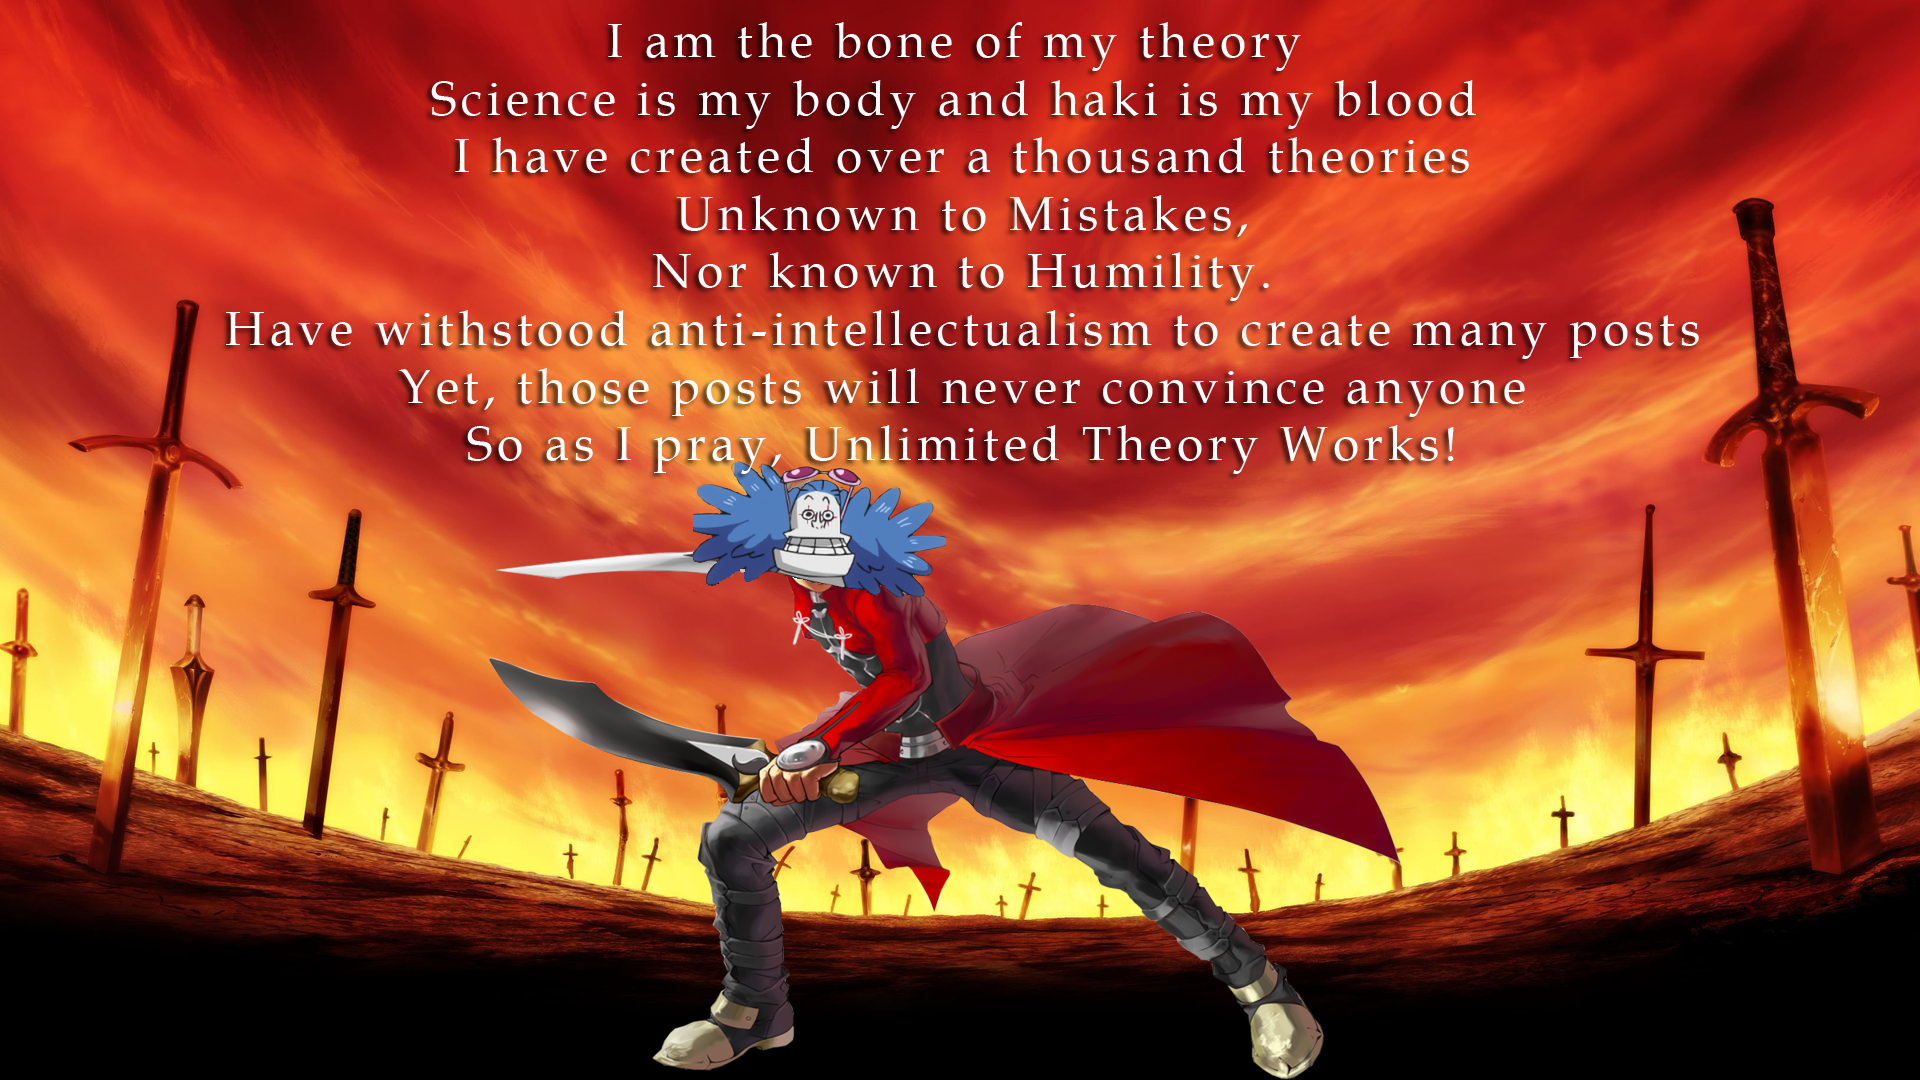 I am the bone of my theory
Science is my body and haki is my blood
I have created over a thousand theories
Unknown to Mistakes,
Nor known to Humility.
Have withstood anti-intellectualism to create many posts
Yet, those posts will never convince anyone
So as I pray, Unlimited Theory Works!